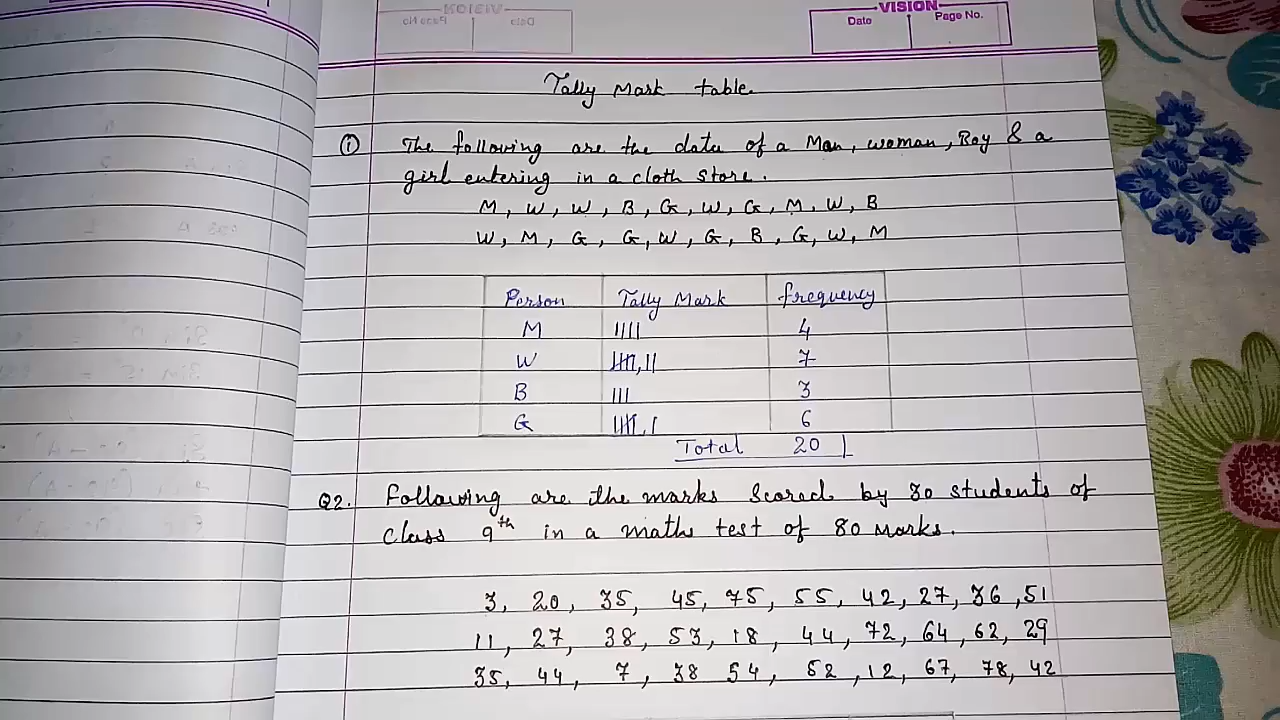 VISION
Date
Page No.
Tally Mark table
① The following are the data of a Man, woman, Boy & a
girl entering in a cloth store.
M, W, W, B, G, W, G, M, W, B
W, M, G, G, W, G, B, G, W, M
Person Tally Mark frequency
M |||| 4
W 卌, || 7
B ||| 3
G 卌, | 6
Total 20
Q2. Following are the marks Scored by 30 students of
Class 9th in a maths test of 80 Marks.
3, 20, 35, 45, 75, 55, 42, 27, 36, 51
11, 27, 38, 53, 18, 44, 72, 64, 62, 29
35, 44, 7, 38 54, 52, 12, 67, 78, 42